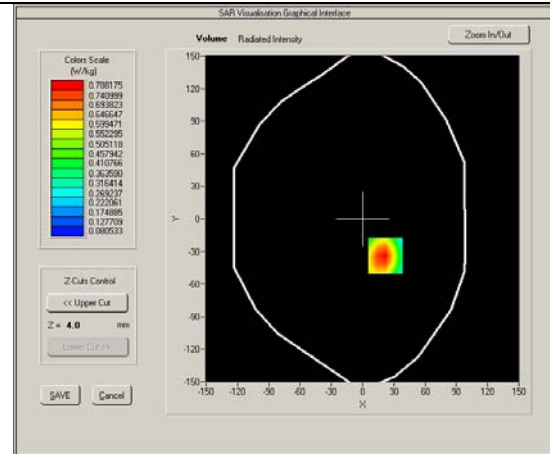 SAR Visualisation Graphical Interface
Volume Radiated Intensity
Zoom In/Out
Colors Scale
(W/kg)
0.788175
0.740999
0.693823
0.646647
0.599471
0.552295
0.505118
0.457942
0.410766
0.363590
0.316414
0.269237
0.222061
0.174885
0.127709
0.080533
Z-Cuts Control
<< Upper Cut
Z = 4.0 mm
Lower Cut >>
SAVE
Cancel
150
120
90
60
30
0
-30
-60
-90
-120
-150
Y
-150 -120 -90 -60 -30 0 30 60 90 120 150
X